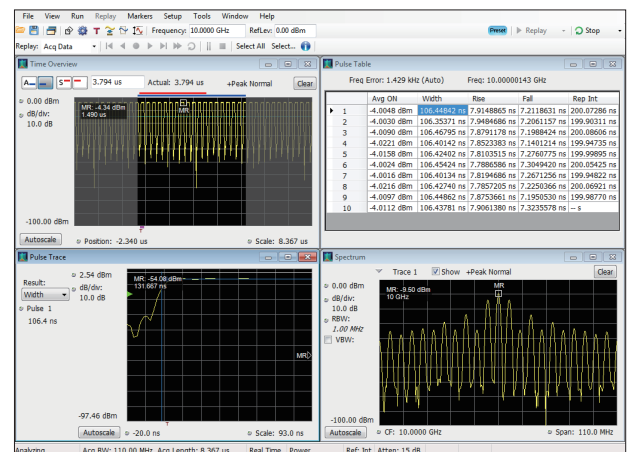 File View Run Replay Markers Setup Tools Window Help
Frequency: 10.0000 GHz RefLev: 0.00 dBm Preset Replay Stop
Replay: Acq Data Select All Select...
Time Overview
3.794 us Actual: 3.794 us +Peak Normal Clear
0.00 dBm
dB/div:
10.0 dB
MR: -4.34 dBm
1.490 us
MR
-100.00 dBm
Autoscale Position: -2.340 us Scale: 8.367 us
Pulse Table
Freq Error: 1.429 kHz (Auto) Freq: 10.00000143 GHz
Avg ON Width Rise Fall Rep Int
1 -4.0048 dBm 106.44842 ns 7.9148865 ns 7.2118631 ns 200.07286 ns
2 -4.0030 dBm 106.35371 ns 7.9484686 ns 7.2061157 ns 199.90311 ns
3 -4.0090 dBm 106.46795 ns 7.8791178 ns 7.1988424 ns 200.08606 ns
4 -4.0221 dBm 106.40142 ns 7.8523383 ns 7.1401214 ns 199.94735 ns
5 -4.0158 dBm 106.42402 ns 7.8103515 ns 7.2760775 ns 199.99895 ns
6 -4.0024 dBm 106.45424 ns 7.7886586 ns 7.3049420 ns 200.05425 ns
7 -4.0016 dBm 106.40134 ns 7.8194686 ns 7.2671256 ns 199.94822 ns
8 -4.0216 dBm 106.42740 ns 7.7857205 ns 7.2250366 ns 200.06921 ns
9 -4.0097 dBm 106.44862 ns 7.8753661 ns 7.1950530 ns 199.98770 ns
10 -4.0112 dBm 106.43781 ns 7.9061380 ns 7.3235578 ns -- s
Pulse Trace
Result:
Width
Pulse 1
106.4 ns
2.54 dBm
dB/div:
10.0 dB
MR: -54.08 dBm
131.667 ns
MR
-97.46 dBm
Autoscale -20.0 ns Scale: 93.0 ns
Spectrum
Trace 1 Show +Peak Normal Clear
0.00 dBm
dB/div:
10.0 dB
RBW:
1.00 MHz
VBW:
MR: -9.50 dBm
10 GHz
MR
-100.00 dBm
Autoscale CF: 10.0000 GHz Span: 110.0 MHz
Analyzing Acq BW: 110.00 MHz, Acq Length: 8.367 us Real Time Power Ref: Int Atten: 15 dB